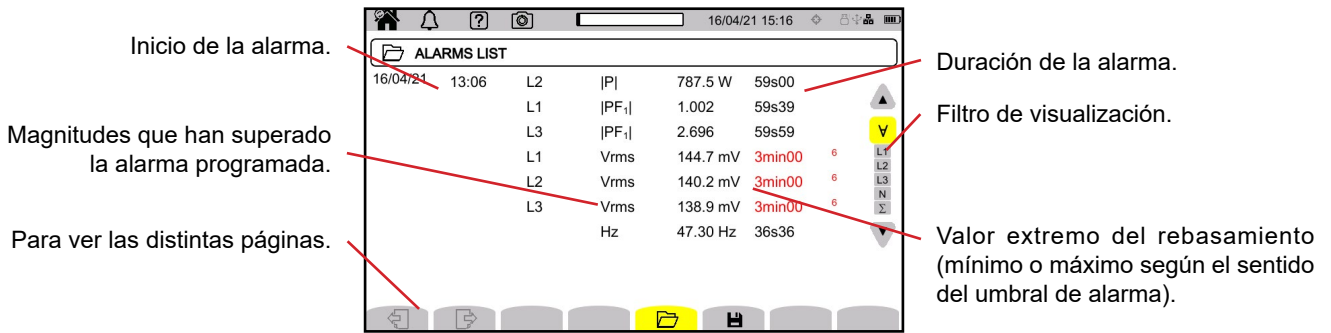 16/04/21 15:16
ALARMS LIST
16/04/21 13:06 L2 |P| 787.5 W 59s00
L1 |PF₁| 1.002 59s39
L3 |PF₁| 2.696 59s59
L1 Vrms 144.7 mV 3min00 6
L2 Vrms 140.2 mV 3min00 6
L3 Vrms 138.9 mV 3min00 6
Hz 47.30 Hz 36s36
∀
L1
L2
L3
N
Σ
Inicio de la alarma.
Magnitudes que han superado
la alarma programada.
Para ver las distintas páginas.
Duración de la alarma.
Filtro de visualización.
Valor extremo del rebasamiento
(mínimo o máximo según el sentido
del umbral de alarma).